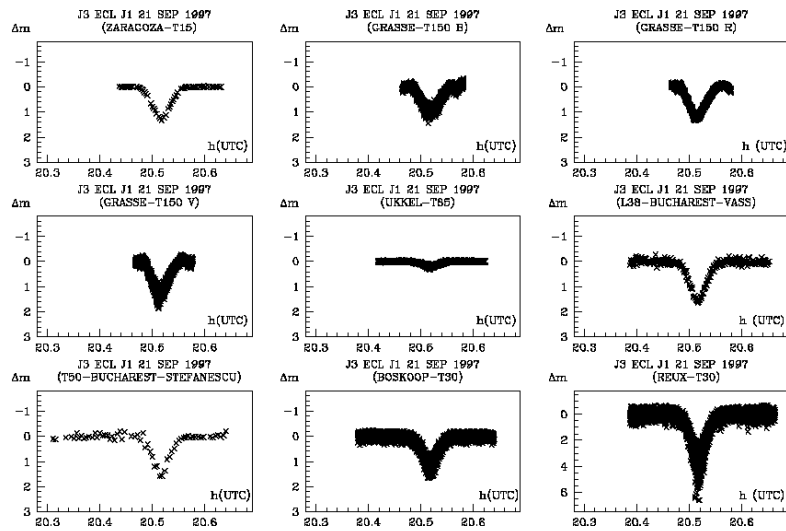 J3 ECL J1 21 SEP 1997
(ZARAGOZA-T15)
Δm
-1
0
1
2
3
h(UTC)
20.3 20.4 20.5 20.6
J3 ECL J1 21 SEP 1997
(GRASSE-T150 B)
Δm
-1
0
1
2
3
h(UTC)
20.3 20.4 20.5 20.6
J3 ECL J1 21 SEP 1997
(GRASSE-T150 R)
Δm
-1
0
1
2
3
h (UTC)
20.3 20.4 20.5 20.6
J3 ECL J1 21 SEP 1997
(GRASSE-T150 V)
Δm
-1
0
1
2
3
h(UTC)
20.3 20.4 20.5 20.6
J3 ECL J1 21 SEP 1997
(UKKEL-T85)
Δm
-1
0
1
2
3
h(UTC)
20.3 20.4 20.5 20.6
J3 ECL J1 21 SEP 1997
(L38-BUCHAREST-VASS)
Δm
-1
0
1
2
3
h (UTC)
20.3 20.4 20.5 20.6
J3 ECL J1 21 SEP 1997
(T50-BUCHAREST-STEFANESCU)
Δm
-1
0
1
2
3
h(UTC)
20.3 20.4 20.5 20.6
J3 ECL J1 21 SEP 1997
(BOSKOOP-T30)
Δm
-1
0
1
2
3
h(UTC)
20.3 20.4 20.5 20.6
J3 ECL J1 21 SEP 1997
(REUX-T30)
Δm
0
2
4
6
h (UTC)
20.3 20.4 20.5 20.6